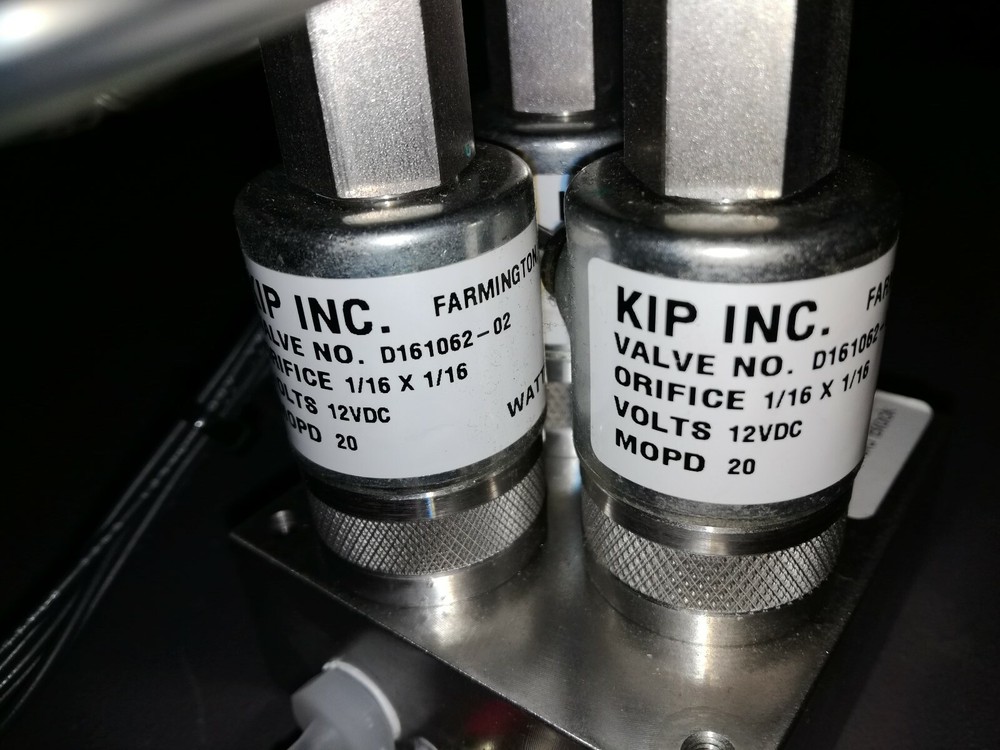 KIP INC. FARMINGTON
VALVE NO. D161062-02
ORIFICE 1/16 X 1/16
VOLTS 12VDC WATT
MOPD 20
KIP INC. FAR
VALVE NO. D161062-
ORIFICE 1/16 X 1/16
VOLTS 12VDC
MOPD 20